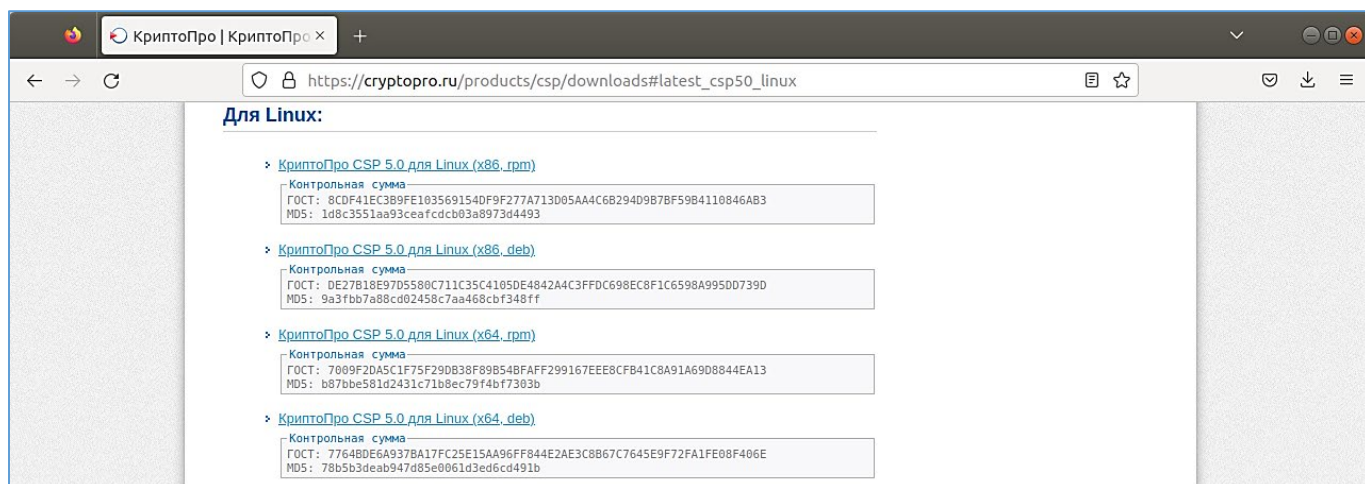 КриптоПро | КриптоПро
https://cryptopro.ru/products/csp/downloads#latest_csp50_linux
Для Linux:
КриптоПро CSP 5.0 для Linux (x86, rpm)
Контрольная сумма
ГОСТ: 8CDF41EC3B9FE103569154DF9F277A713D05AA4C6B294D9B7BF59B4110846AB3
MD5: 1d8c3551aa93ceafcdcb03a8973d4493
КриптоПро CSP 5.0 для Linux (x86, deb)
Контрольная сумма
ГОСТ: DE27B18E97D5580C711C35C4105DE4842A4C3FFDC698EC8F1C6598A995DD739D
MD5: 9a3fbb7a88cd02458c7aa468cbf348ff
КриптоПро CSP 5.0 для Linux (x64, rpm)
Контрольная сумма
ГОСТ: 7009F2DA5C1F75F29DB38F89B54BFAFF299167EEE8CFB41C8A91A69D8844EA13
MD5: b87bbe581d2431c71b8ec79f4bf7303b
КриптоПро CSP 5.0 для Linux (x64, deb)
Контрольная сумма
ГОСТ: 7764BDE6A937BA17FC25E15AA96FF844E2AE3C8B67C7645E9F72FA1FE08F406E
MD5: 78b5b3deab947d85e0061d3ed6cd491b